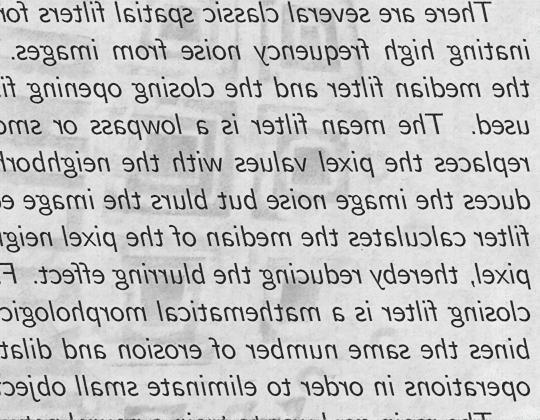 There are several classic spatial filters for
inating high frequency noise from images.
the median filter and the closing opening fi
used. The mean filter is a lowpass or smo
replaces the pixel values with the neighborh
duces the image noise but blurs the image e
filter calculates the median of the pixel neig
pixel, thereby reducing the blurring effect. F
closing filter is a mathematical morphologic
bines the same number of erosion and dilat
operations in order to eliminate small object